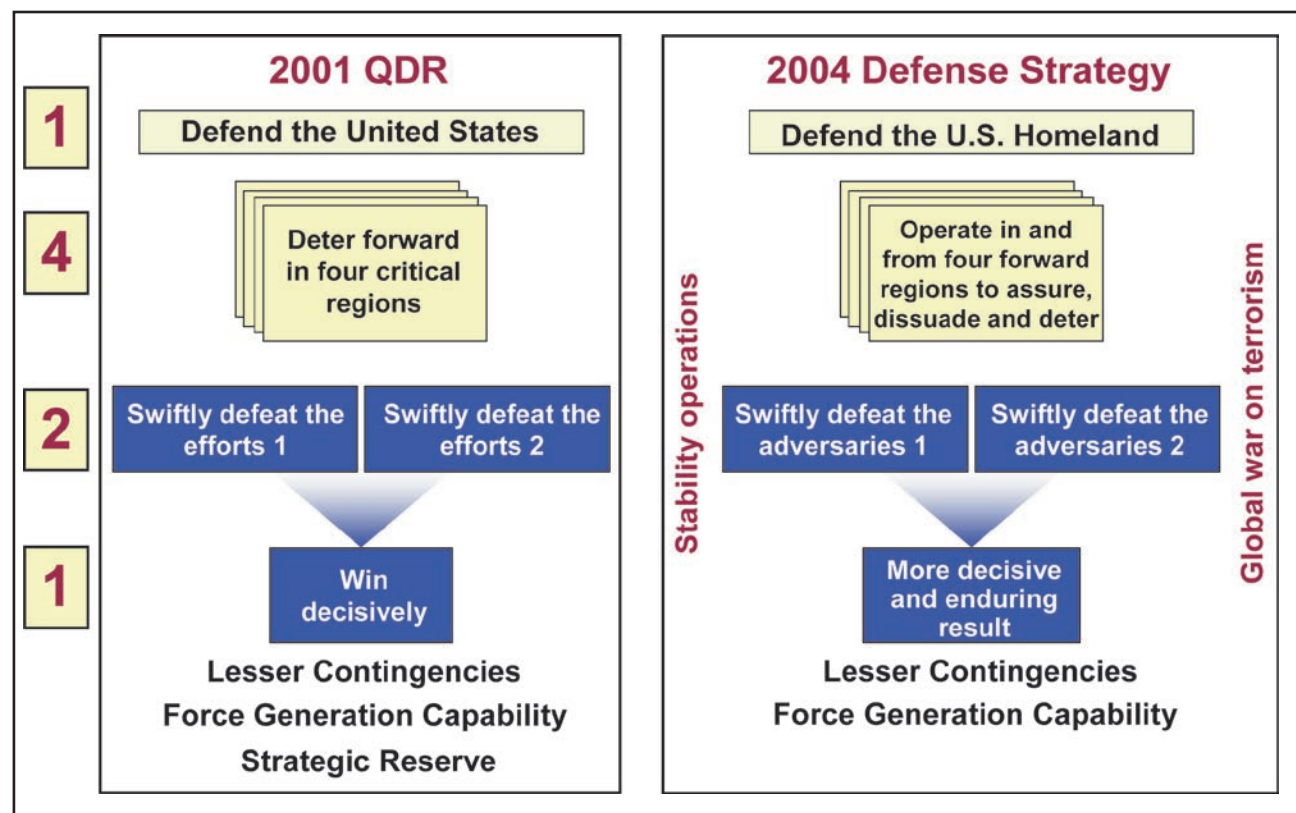 2001 QDR
1
Defend the United States
4
Deter forward
in four critical
regions
2
Swiftly defeat the
efforts 1
Swiftly defeat the
efforts 2
1
Win
decisively
Lesser Contingencies
Force Generation Capability
Strategic Reserve
2004 Defense Strategy
Defend the U.S. Homeland
Stability operations
Operate in and
from four forward
regions to assure,
dissuade and deter
Global war on terrorism
Swiftly defeat the
adversaries 1
Swiftly defeat the
adversaries 2
More decisive
and enduring
result
Lesser Contingencies
Force Generation Capability